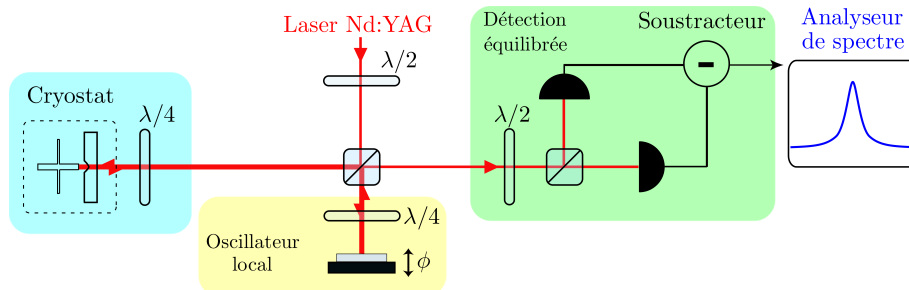 Laser Nd:YAG
λ/2
Cryostat
λ/4
Oscillateur
local
λ/4
ϕ
Détection
équilibrée
λ/2
Soustracteur
-
Analyseur
de spectre